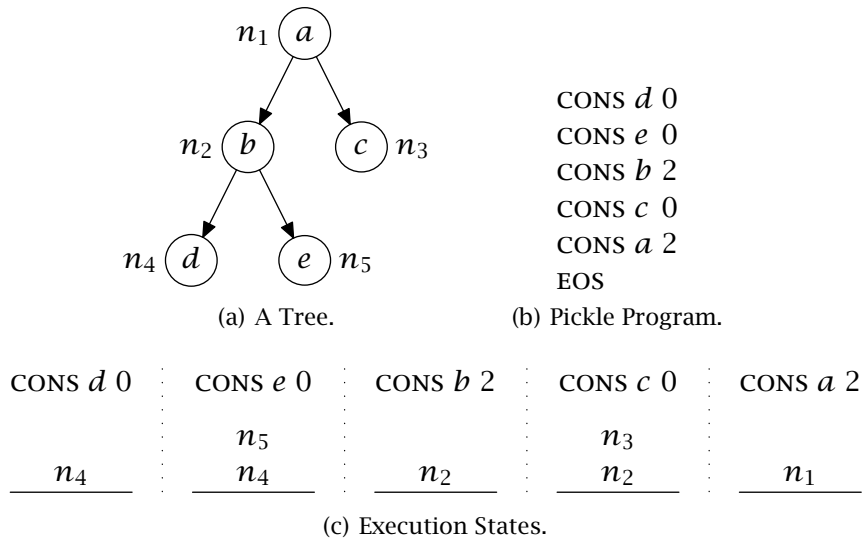 n₁ a
n₂ b c n₃
n₄ d e n₅
(a) A Tree.
CONS d 0
CONS e 0
CONS b 2
CONS c 0
CONS a 2
EOS
(b) Pickle Program.
CONS d 0 CONS e 0 CONS b 2 CONS c 0 CONS a 2
n₅ n₃
n₄ n₄ n₂ n₂ n₁
(c) Execution States.